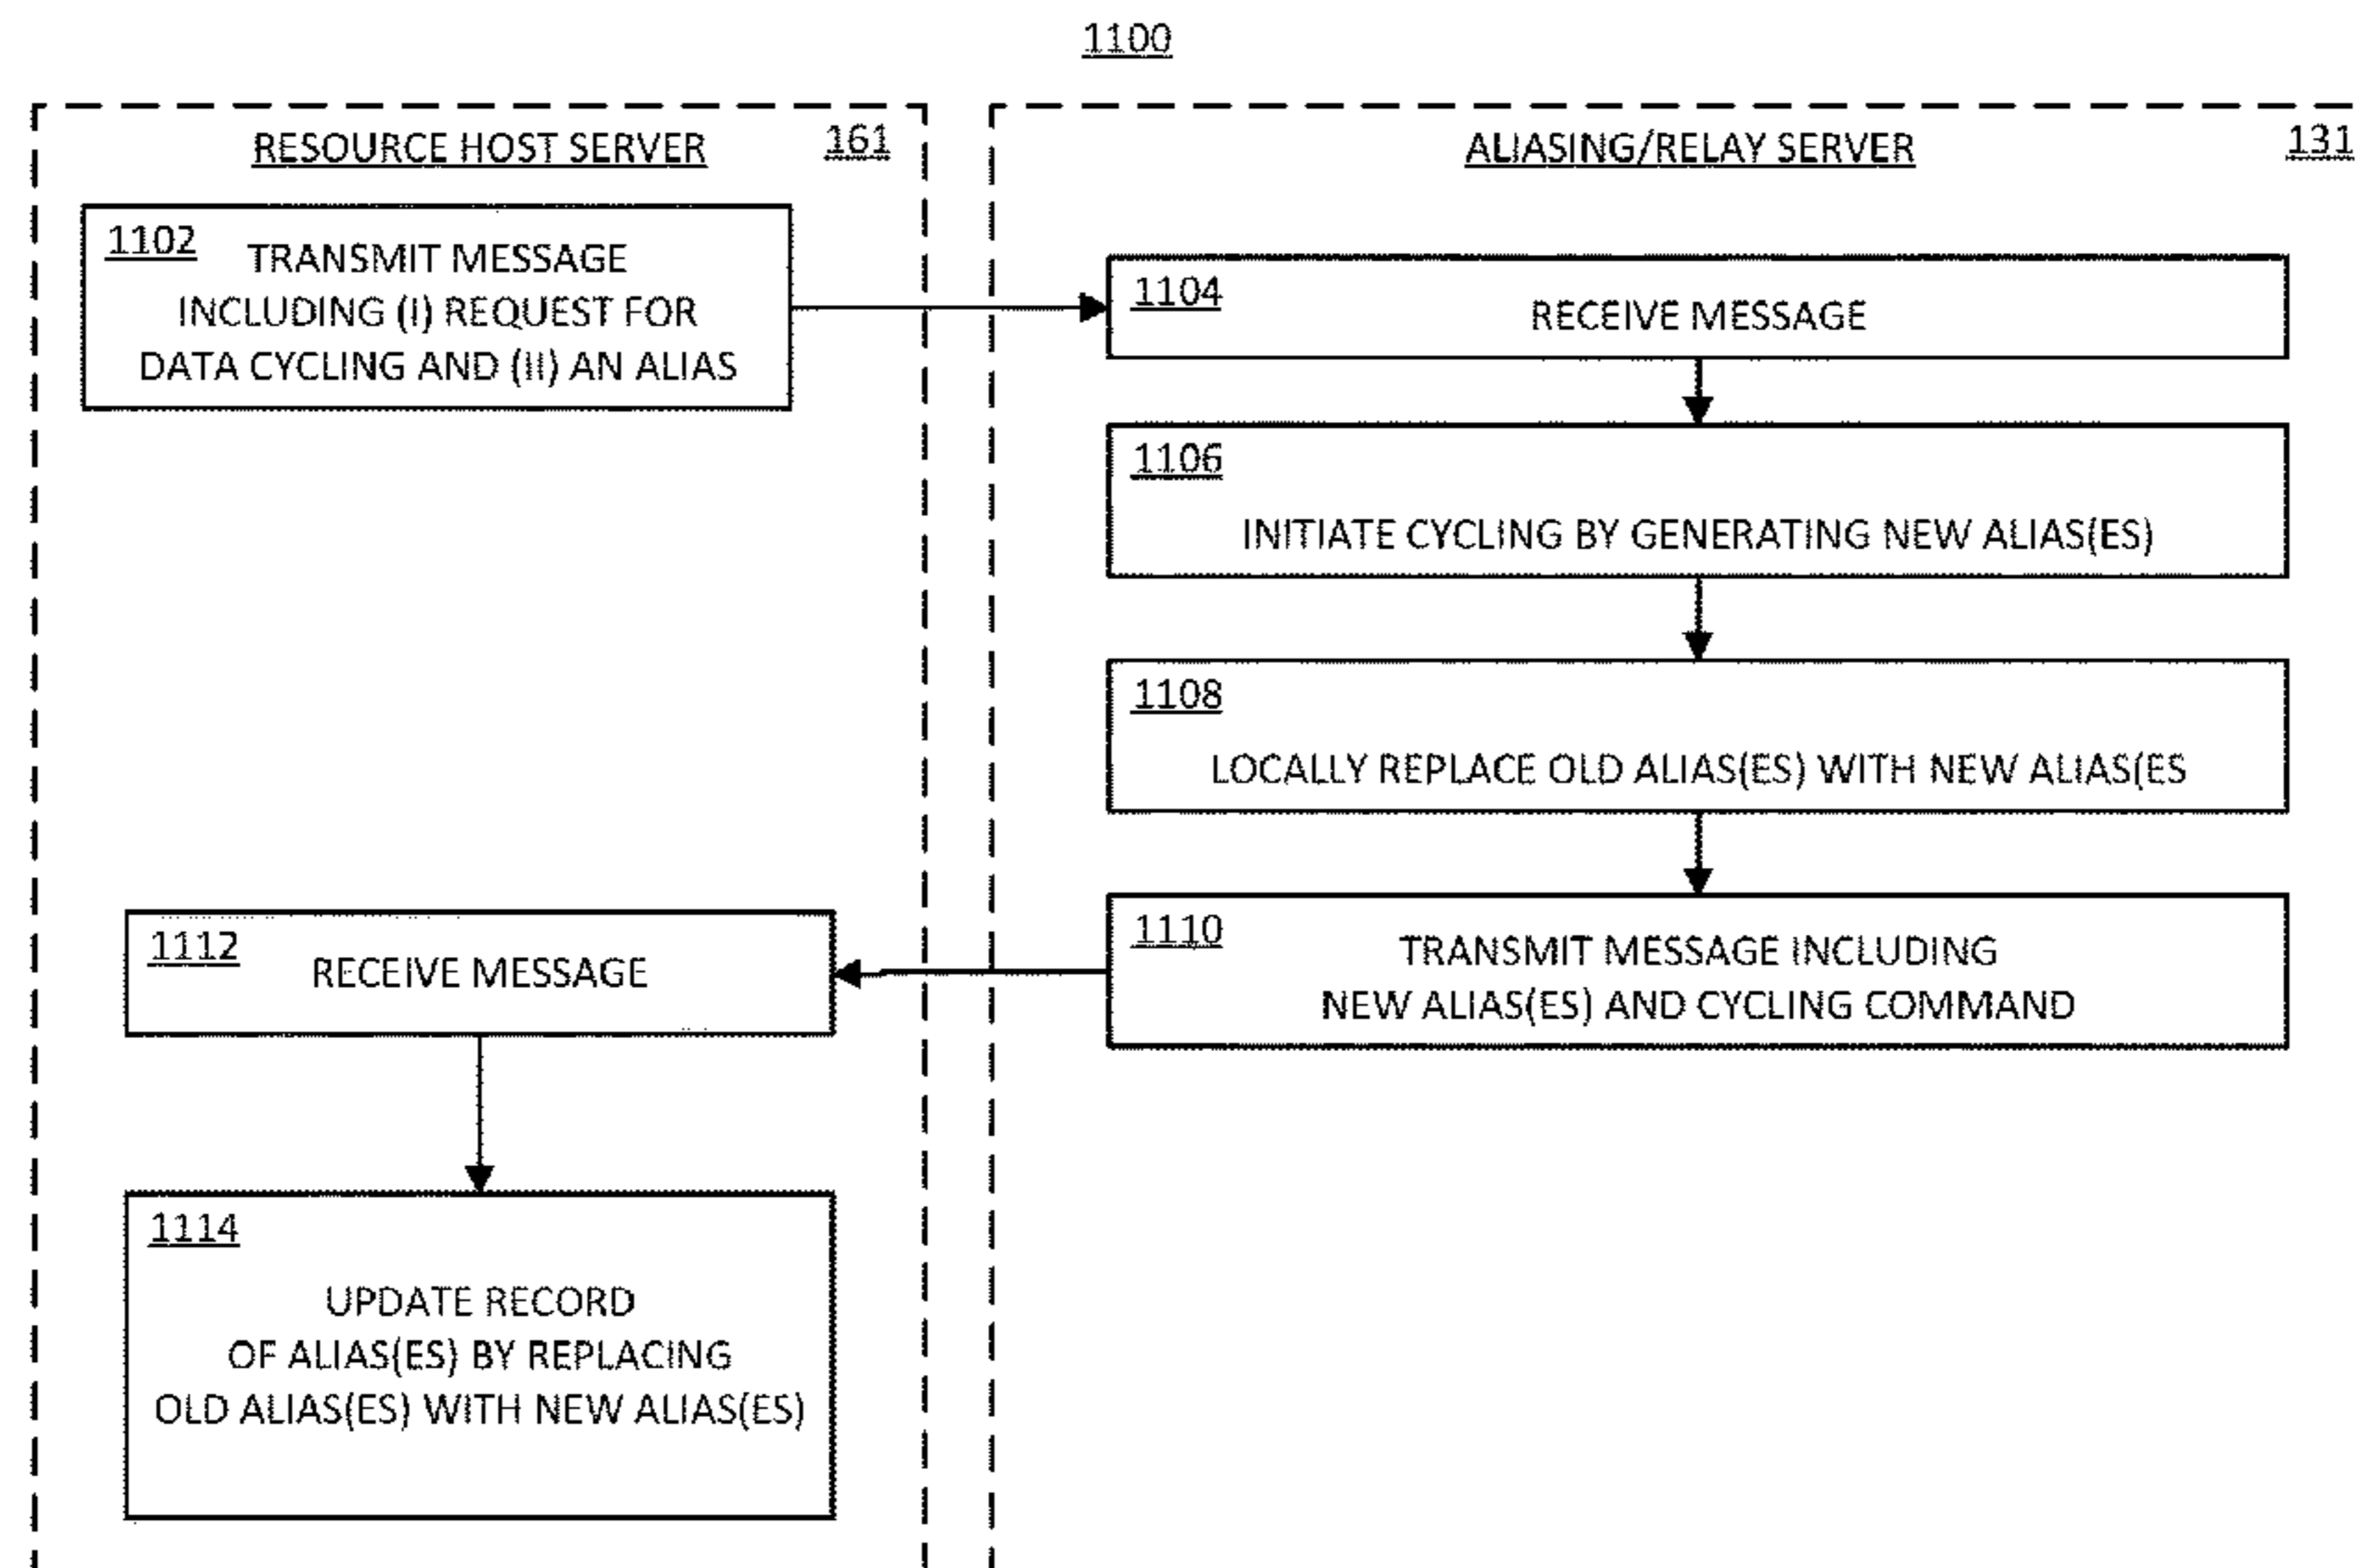 1100
RESOURCE HOST SERVER
161
1102
TRANSMIT MESSAGE
INCLUDING (I) REQUEST FOR
DATA CYCLING AND (II) AN ALIAS
ALIASING/RELAY SERVER
131
1104
RECEIVE MESSAGE
1106
INITIATE CYCLING BY GENERATING NEW ALIAS(ES)
1108
LOCALLY REPLACE OLD ALIAS(ES) WITH NEW ALIAS(ES
1110
TRANSMIT MESSAGE INCLUDING
NEW ALIAS(ES) AND CYCLING COMMAND
1112
RECEIVE MESSAGE
1114
UPDATE RECORD
OF ALIAS(ES) BY REPLACING
OLD ALIAS(ES) WITH NEW ALIAS(ES)